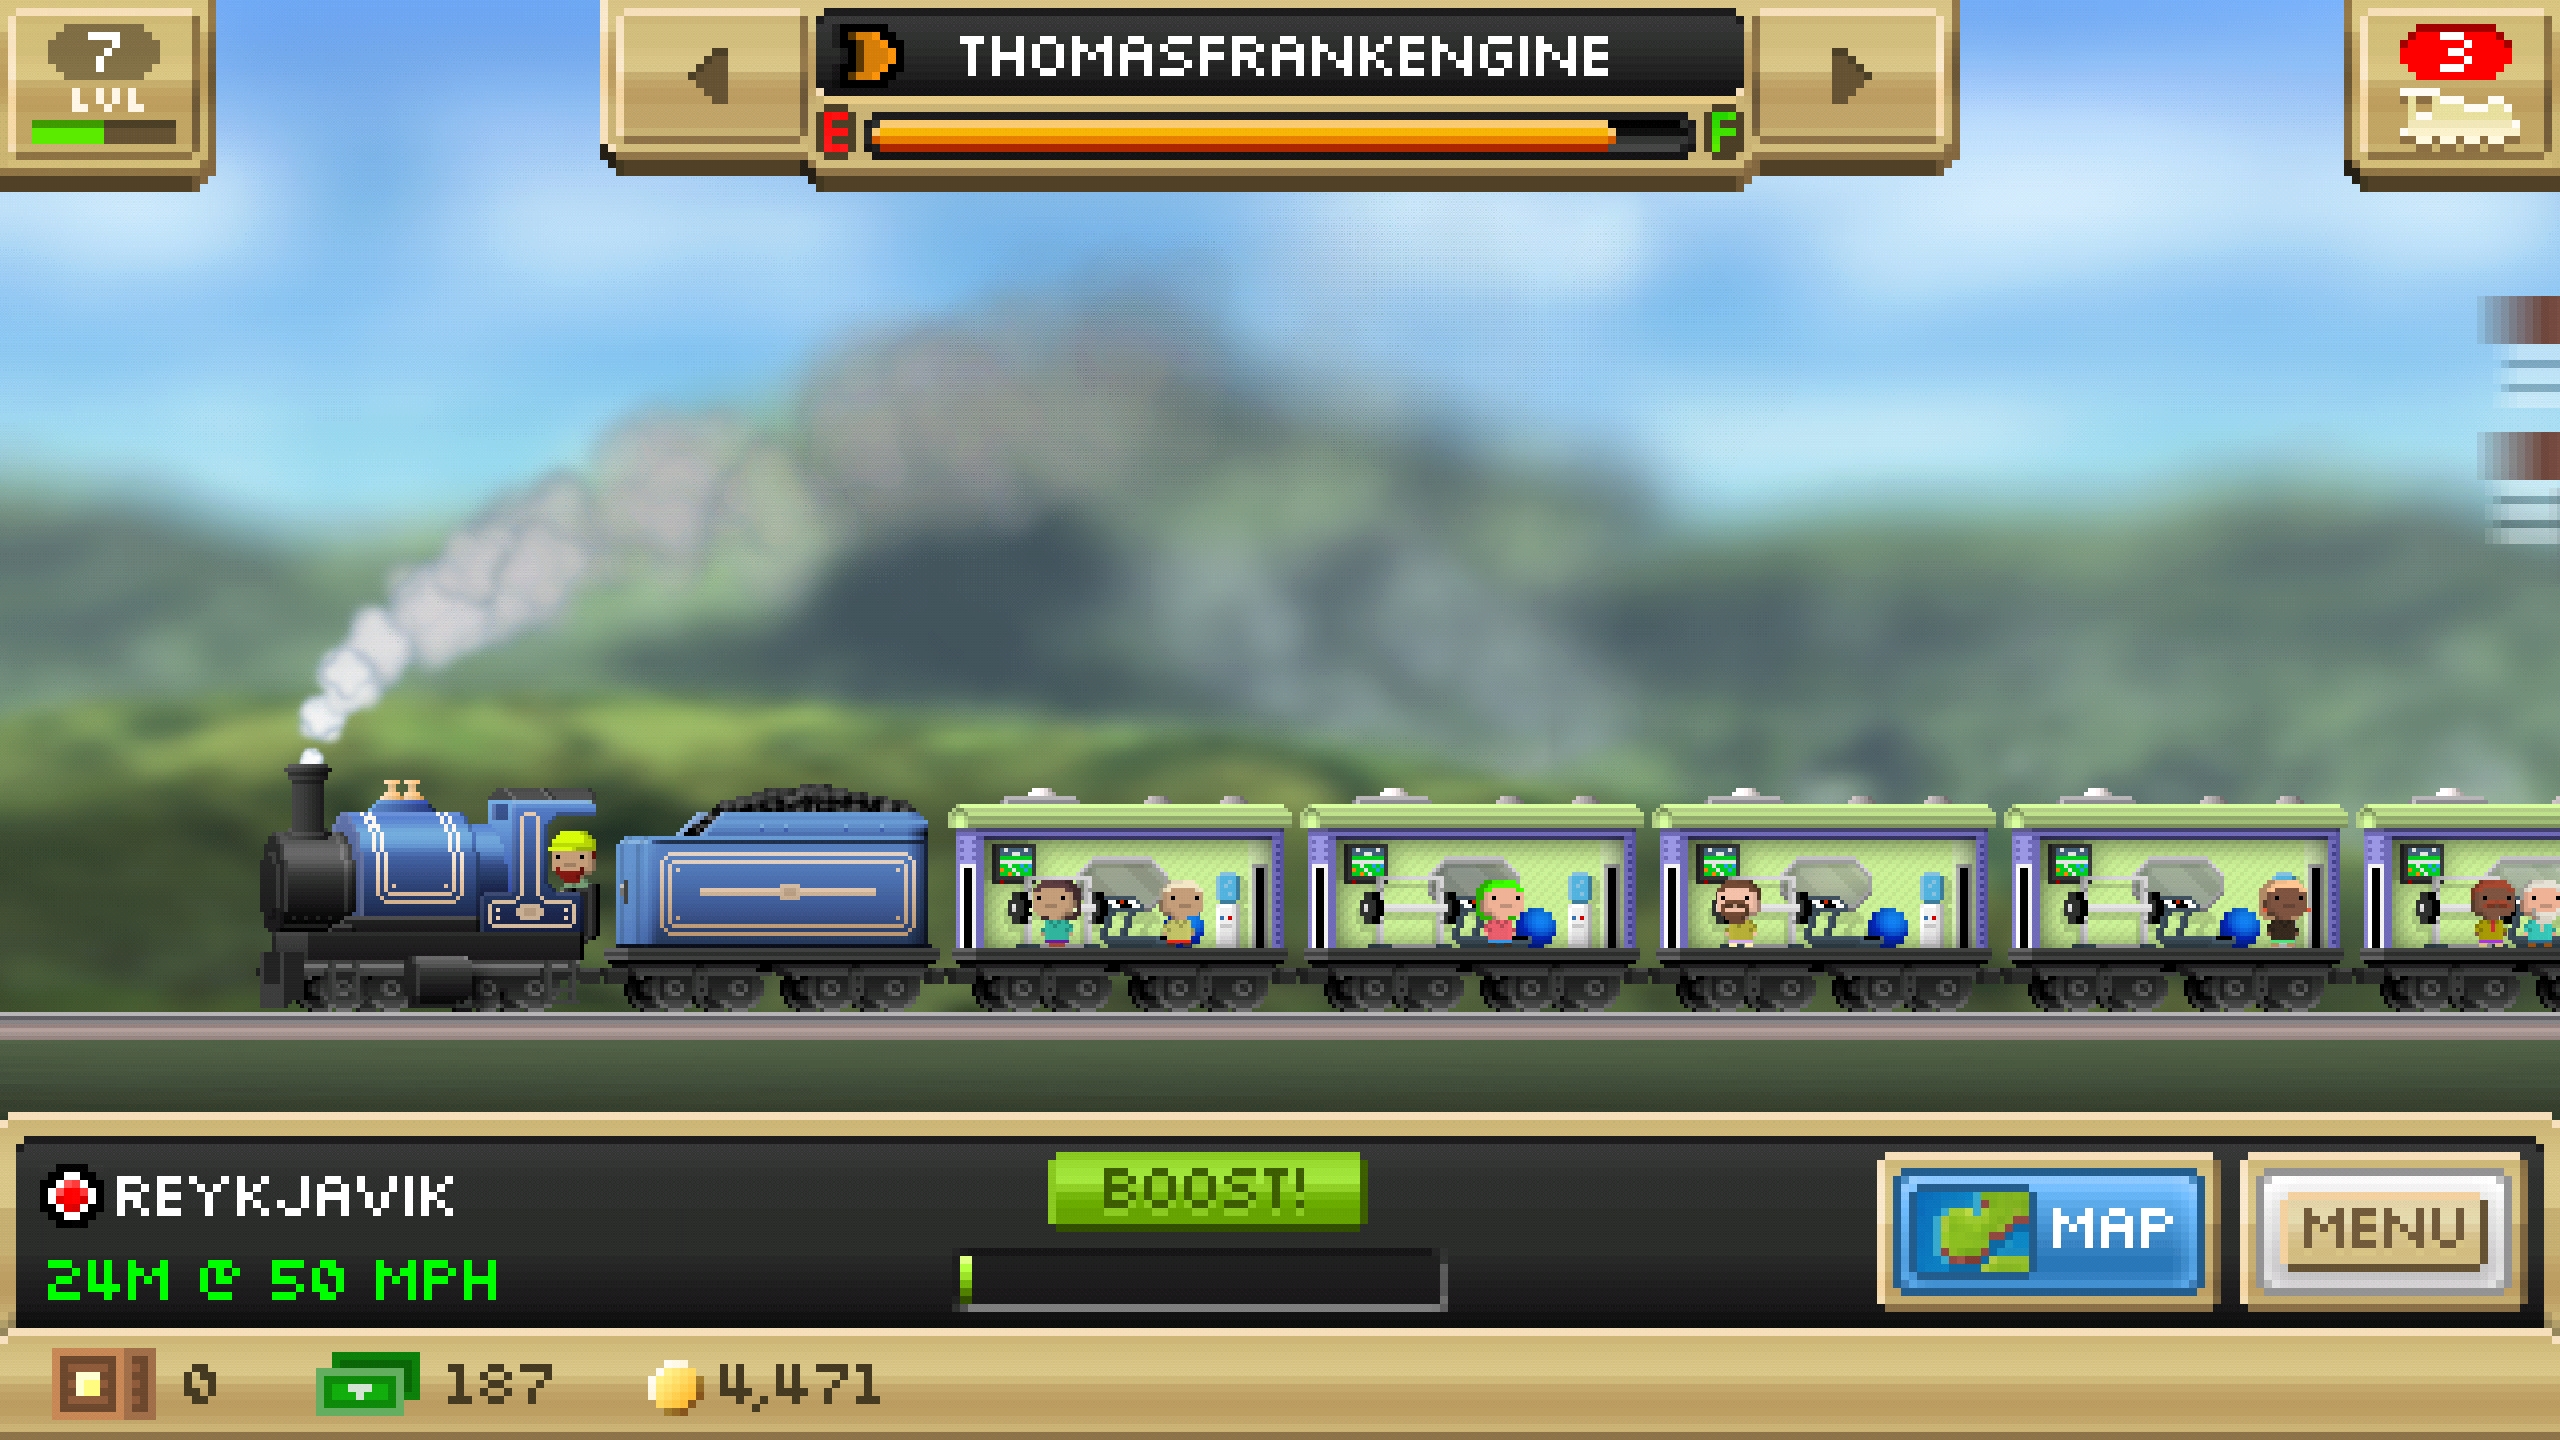 7
LVL
THOMASFRANKENGINE
E
F
3
REYKJAVIK
24M @ 50 MPH
BOOST!
MAP
MENU
0
187
4,471